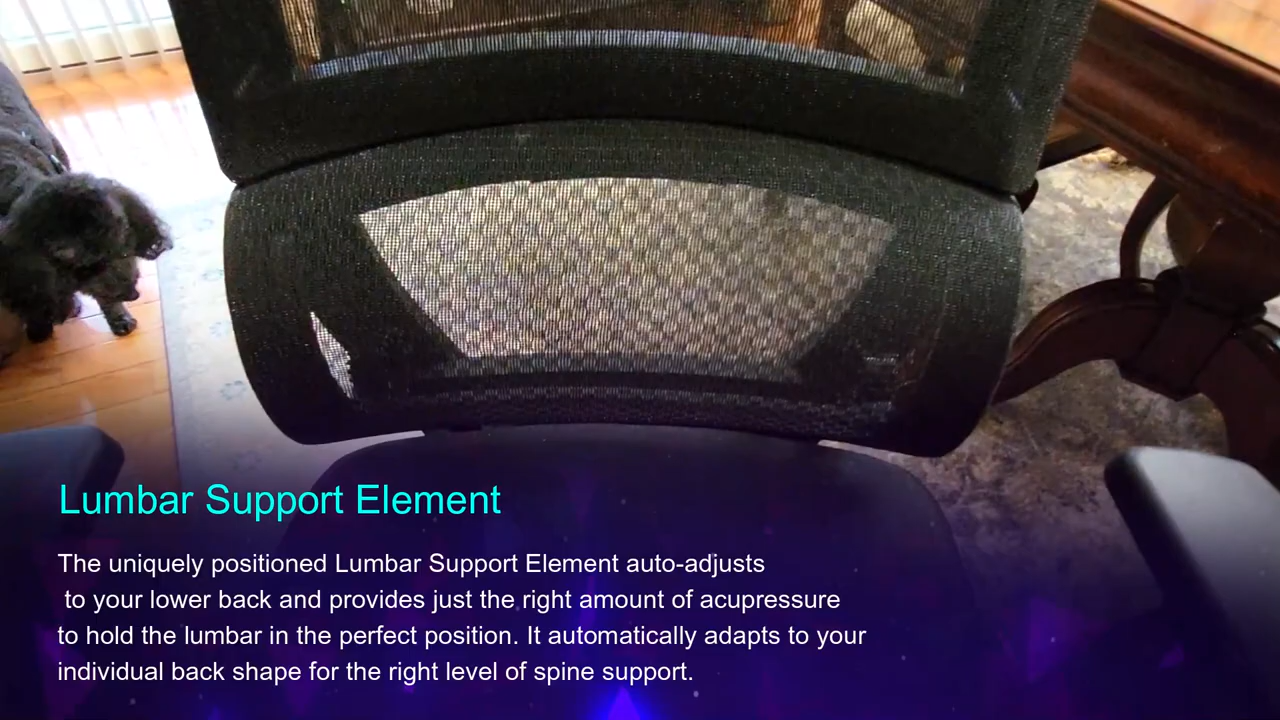 Lumbar Support Element
The uniquely positioned Lumbar Support Element auto-adjusts
to your lower back and provides just the right amount of acupressure
to hold the lumbar in the perfect position. It automatically adapts to your
individual back shape for the right level of spine support.